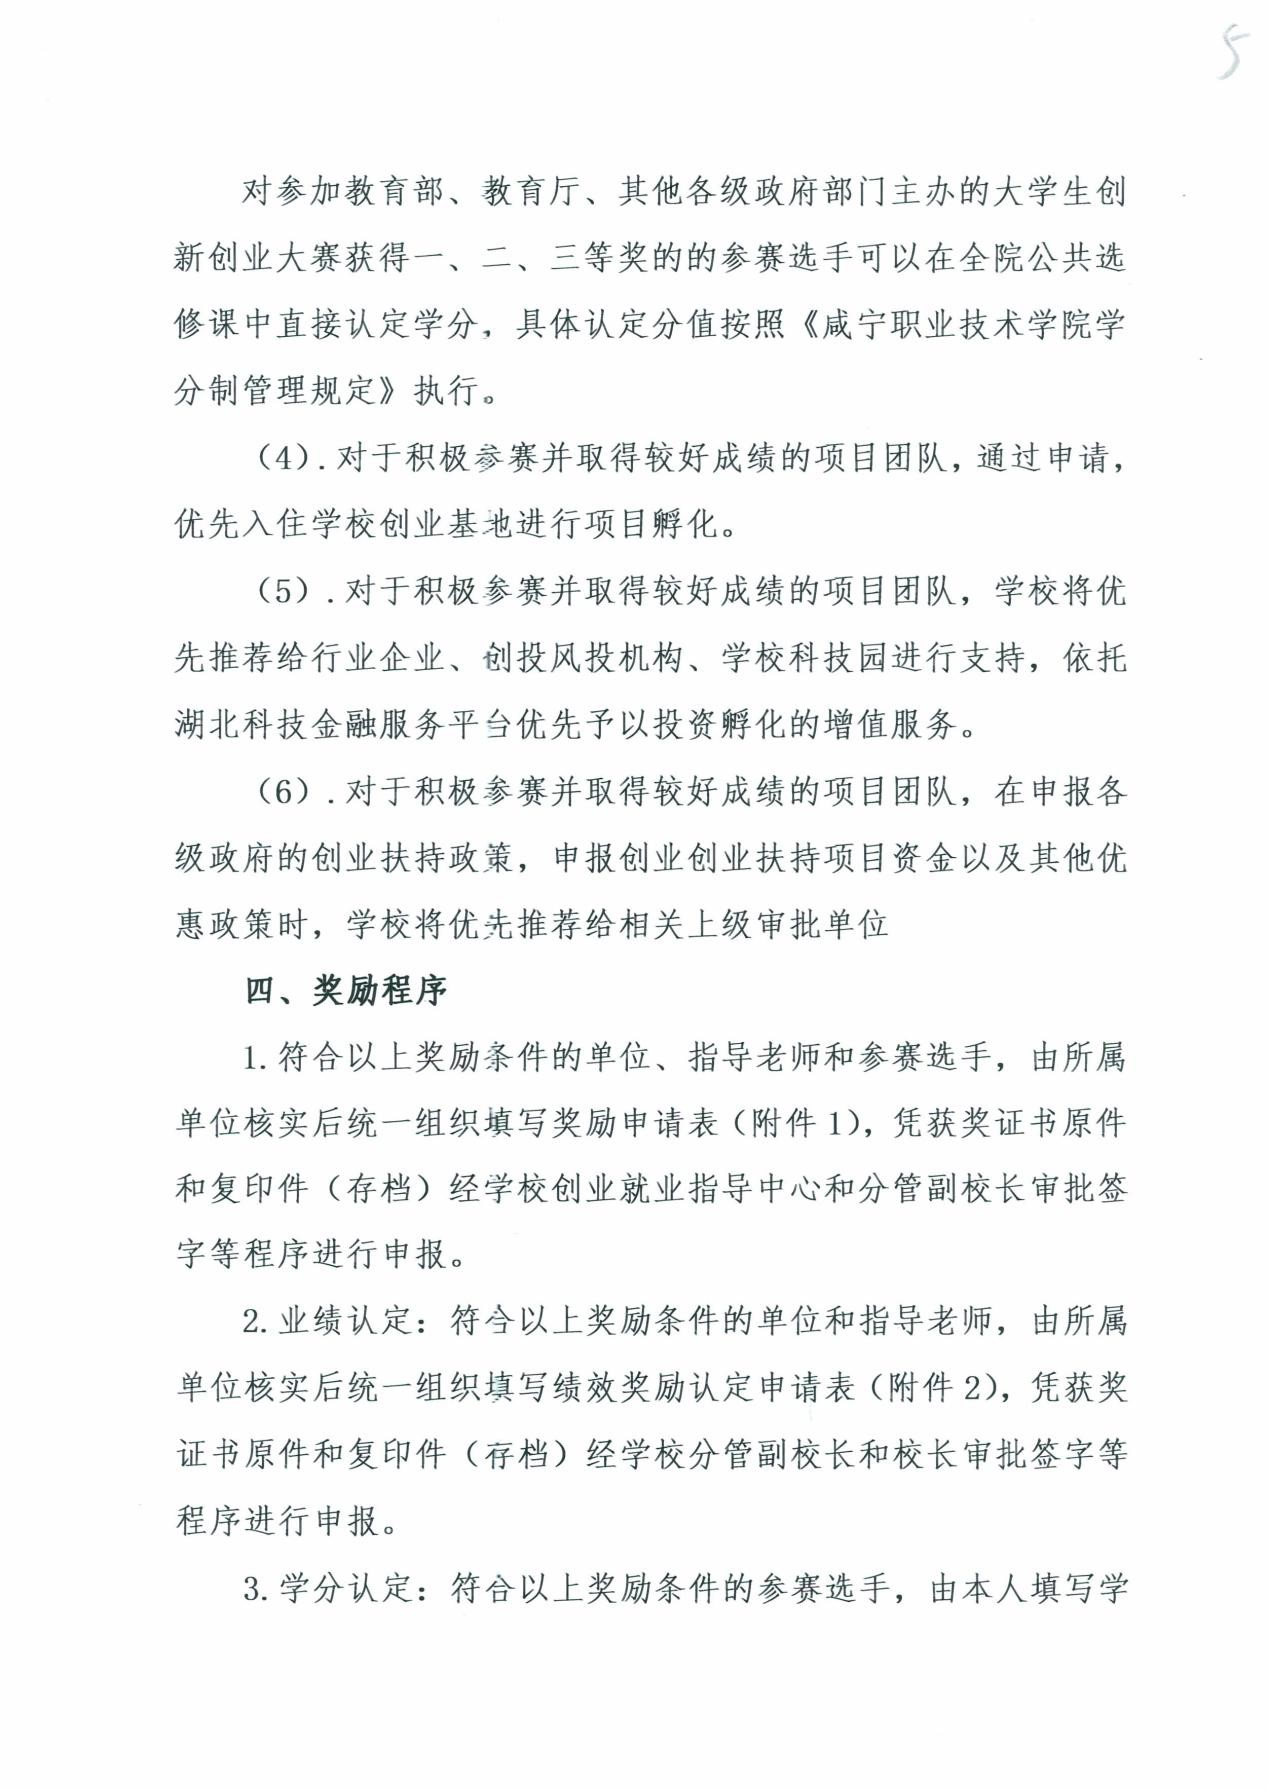 5
对参加教育部、教育厅、其他各级政府部门主办的大学生创
新创业大赛获得一、二、三等奖的的参赛选手可以在全院公共选
修课中直接认定学分，具体认定分值按照《咸宁职业技术学院学
分制管理规定》执行。
（4）.对于积极参赛并取得较好成绩的项目团队，通过申请，
优先入住学校创业基地进行项目孵化。
（5）.对于积极参赛并取得较好成绩的项目团队，学校将优
先推荐给行业企业、创投风投机构、学校科技园进行支持，依托
湖北科技金融服务平台优先予以投资孵化的增值服务。
（6）.对于积极参赛并取得较好成绩的项目团队，在申报各
级政府的创业扶持政策，申报创业创业扶持项目资金以及其他优
惠政策时，学校将优先推荐给相关上级审批单位
四、奖励程序
1.符合以上奖励条件的单位、指导老师和参赛选手，由所属
单位核实后统一组织填写奖励申请表（附件1），凭获奖证书原件
和复印件（存档）经学校创业就业指导中心和分管副校长审批签
字等程序进行申报。
2.业绩认定：符合以上奖励条件的单位和指导老师，由所属
单位核实后统一组织填写绩效奖励认定申请表（附件2），凭获奖
证书原件和复印件（存档）经学校分管副校长和校长审批签字等
程序进行申报。
3.学分认定：符合以上奖励条件的参赛选手，由本人填写学